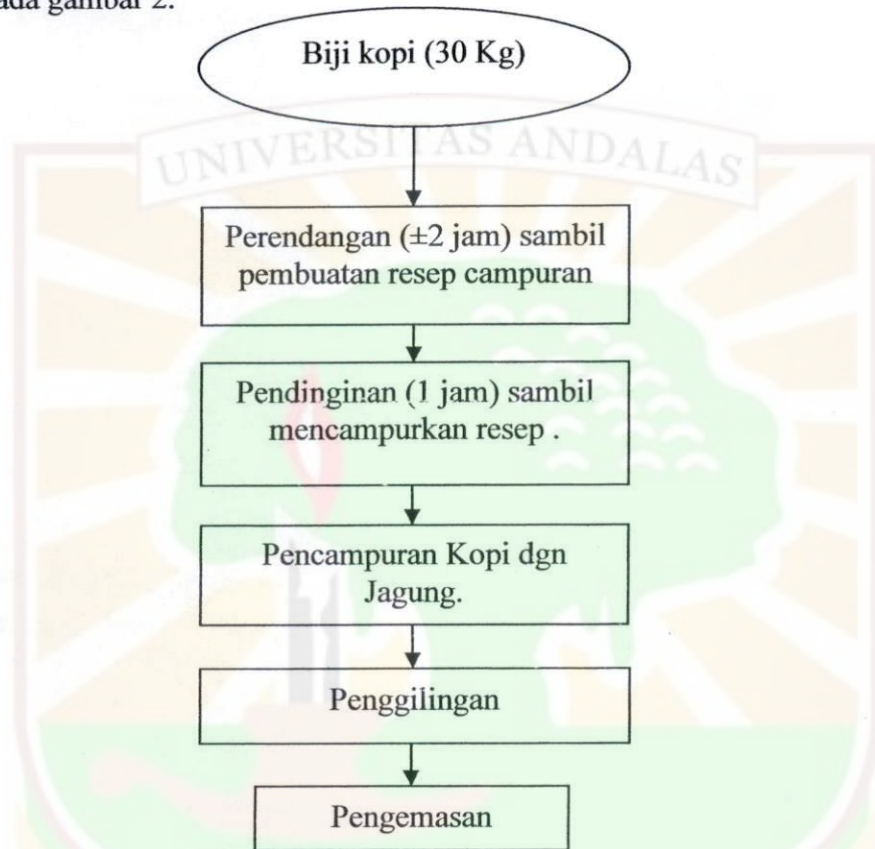 gambar 2.
Biji kopi (30 Kg)
UNIVERSITAS ANDALAS
Perendangan (±2 jam) sambil
pembuatan resep campuran
Pendinginan (1 jam) sambil
mencampurkan resep .
Pencampuran Kopi dgn
Jagung.
Penggilingan
Pengemasan